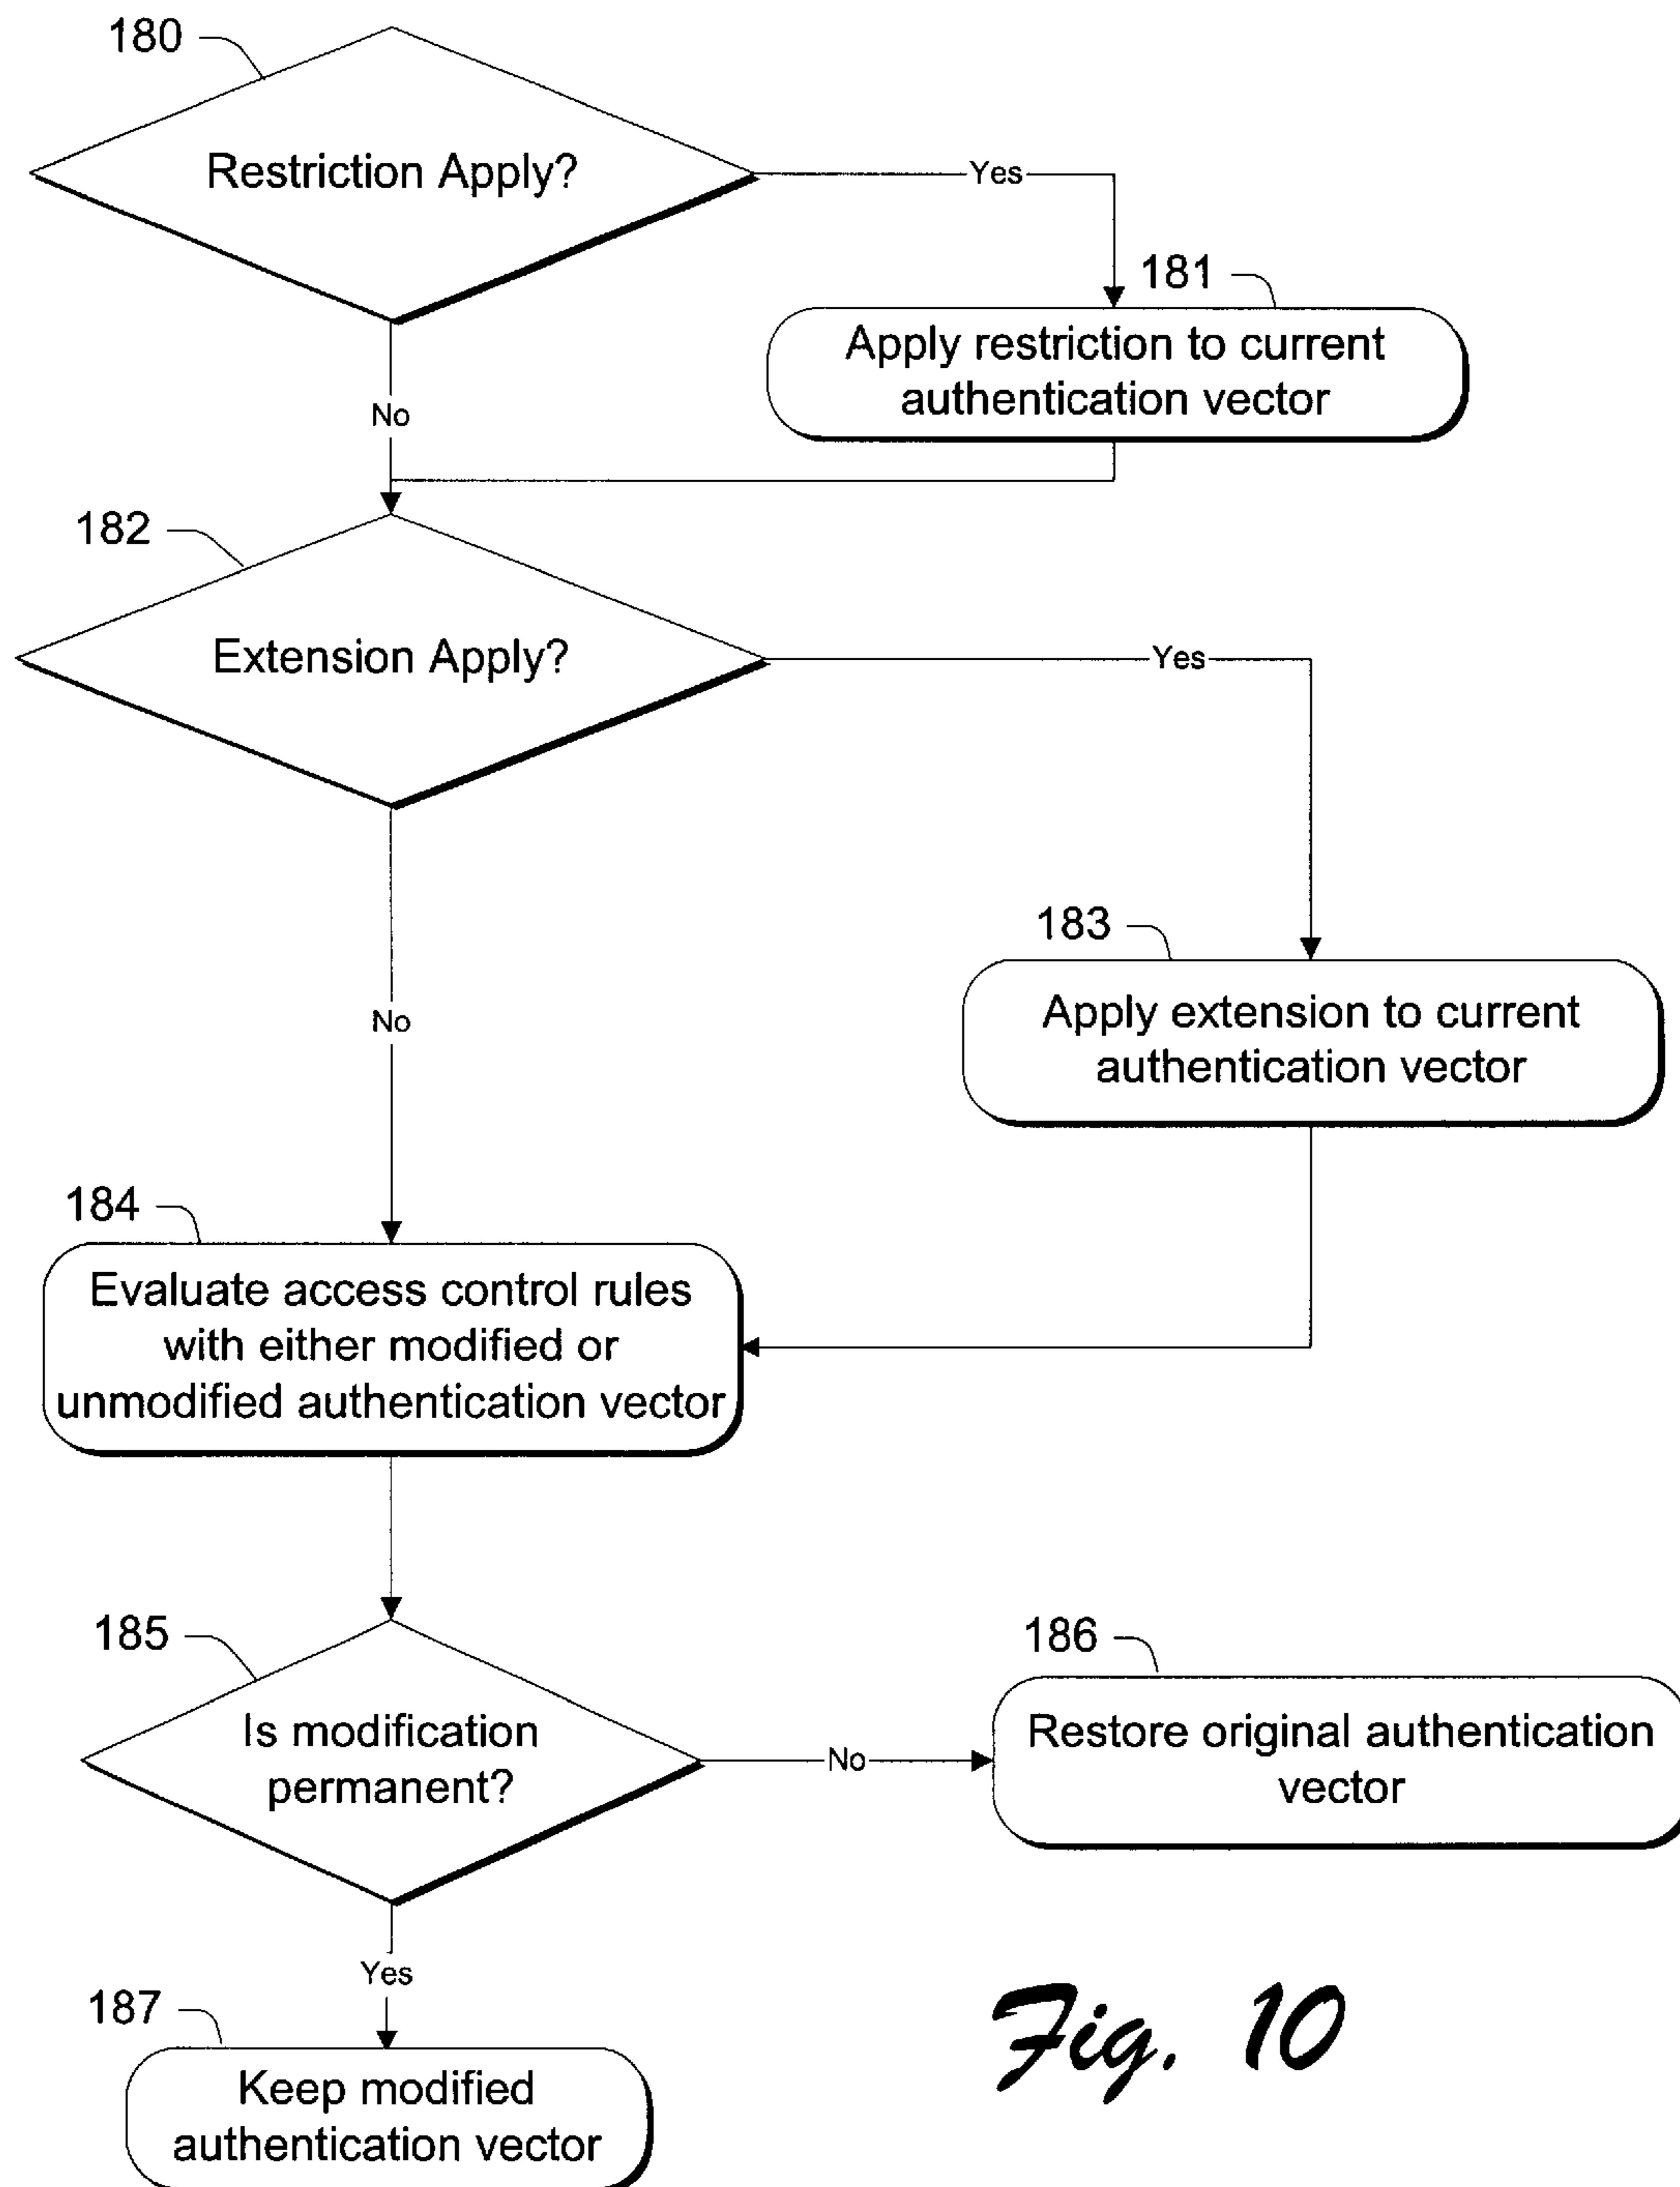 180
Restriction Apply?
Yes
181
Apply restriction to current
authentication vector
No
182
Extension Apply?
Yes
183
Apply extension to current
authentication vector
No
184
Evaluate access control rules
with either modified or
unmodified authentication vector
185
Is modification
permanent?
No
186
Restore original authentication
vector
Yes
187
Keep modified
authentication vector
Fig. 10